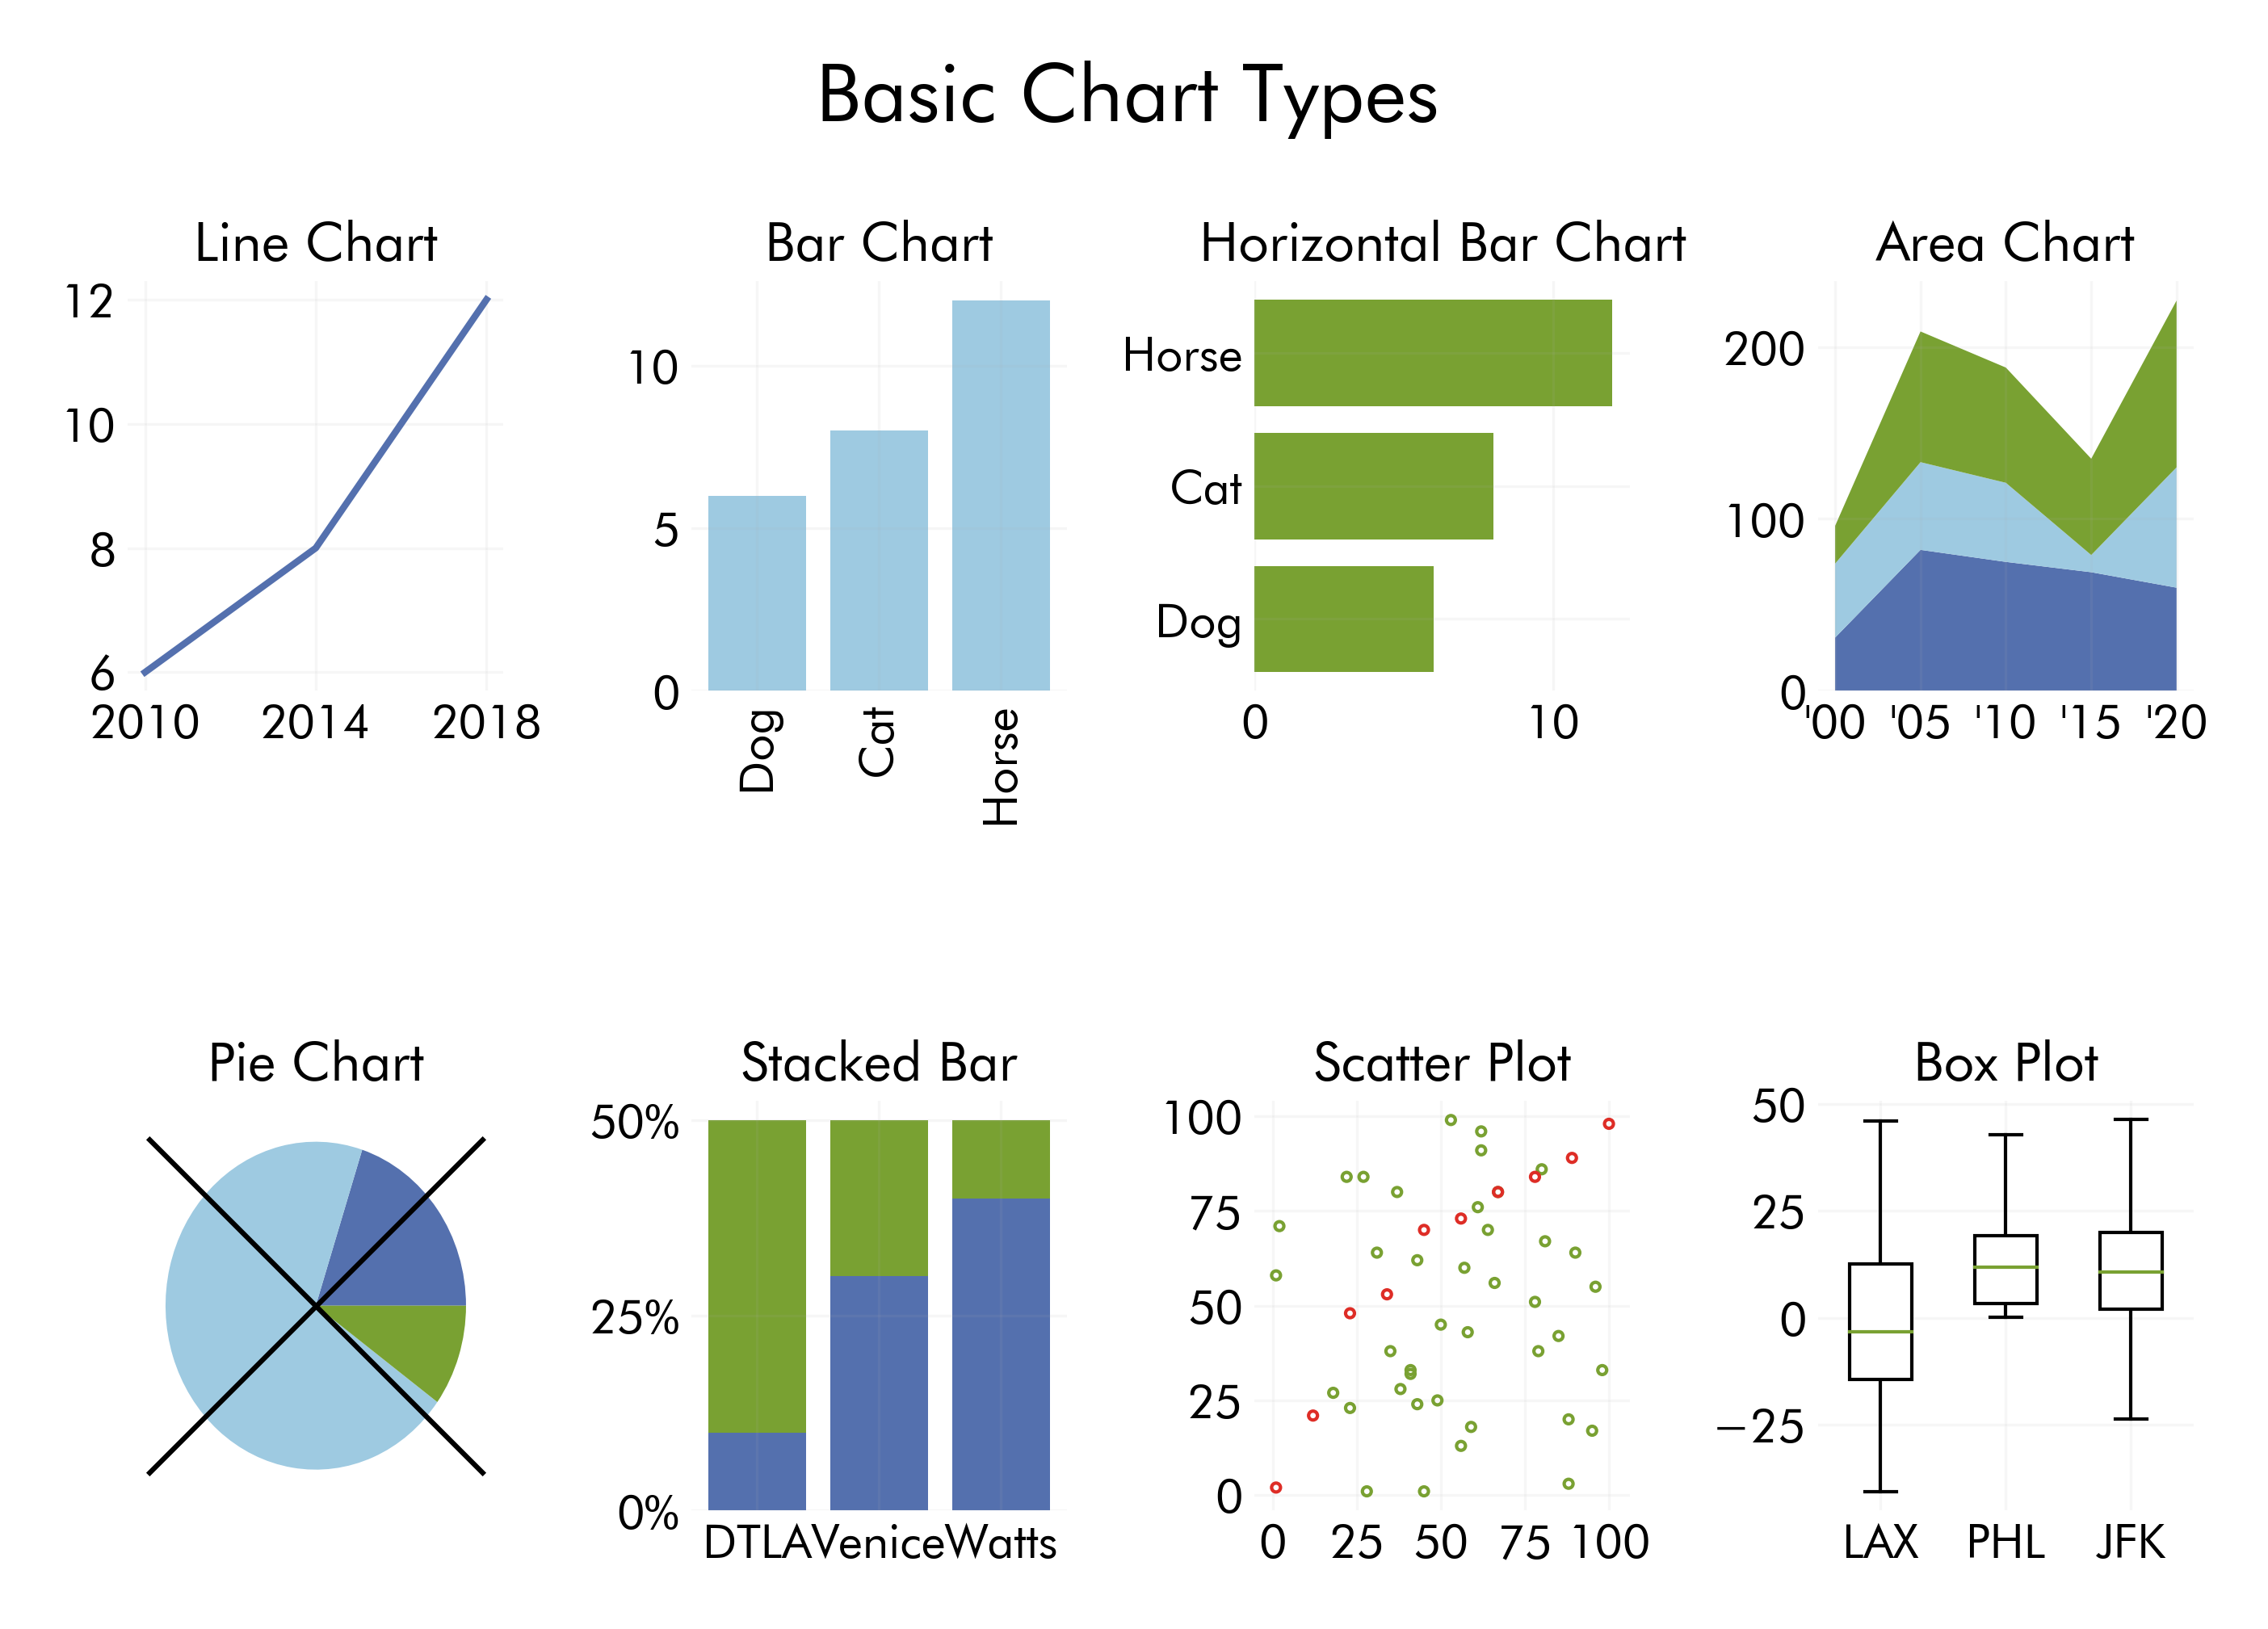 Basic Chart Types
Line Chart
12
10
8
6
2010 2014 2018
Bar Chart
10
5
0
Dog
Cat
Horse
Horizontal Bar Chart
Horse
Cat
Dog
0 10
Area Chart
200
100
0
'00 '05 '10 '15 '20
Pie Chart
Stacked Bar
50%
25%
0%
DTLA Venice Watts
Scatter Plot
100
75
50
25
0
0 25 50 75 100
Box Plot
50
25
0
−25
LAX PHL JFK